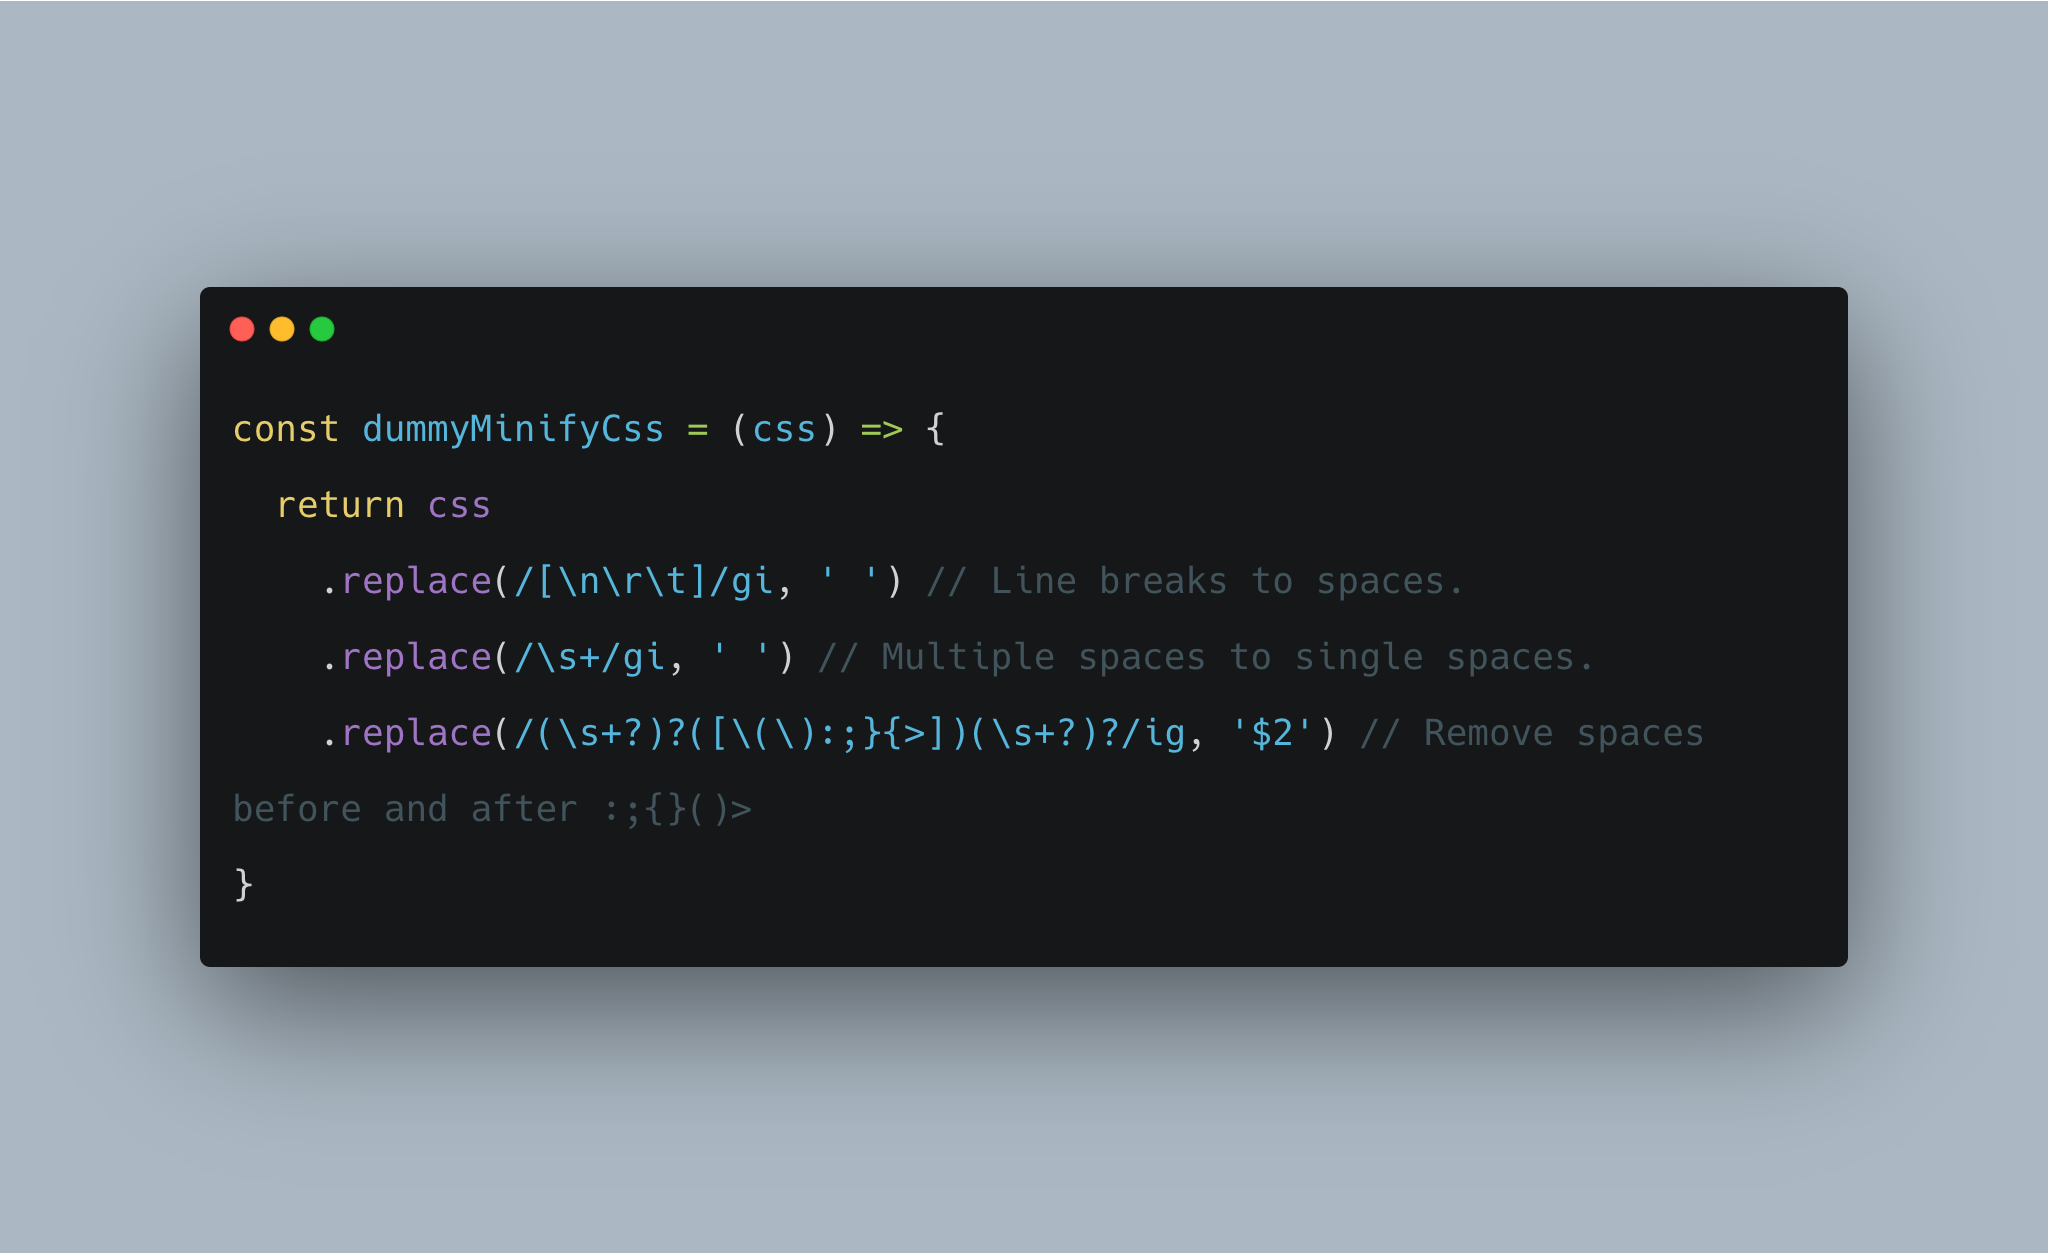 const dummyMinifyCss = (css) => {
  return css
    .replace(/[\n\r\t]/gi, ' ') // Line breaks to spaces.
    .replace(/\s+/gi, ' ') // Multiple spaces to single spaces.
    .replace(/(\s+?)?([\(\):;}{>])(\s+?)?/ig, '$2') // Remove spaces
before and after :;{}()>
}